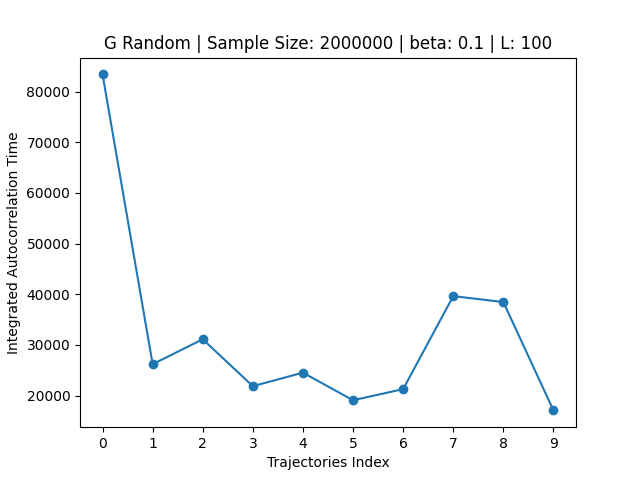 G Random | Sample Size: 2000000 | beta: 0.1 | L: 100
Integrated Autocorrelation Time
80000
70000
60000
50000
40000
30000
20000
0 1 2 3 4 5 6 7 8 9
Trajectories Index